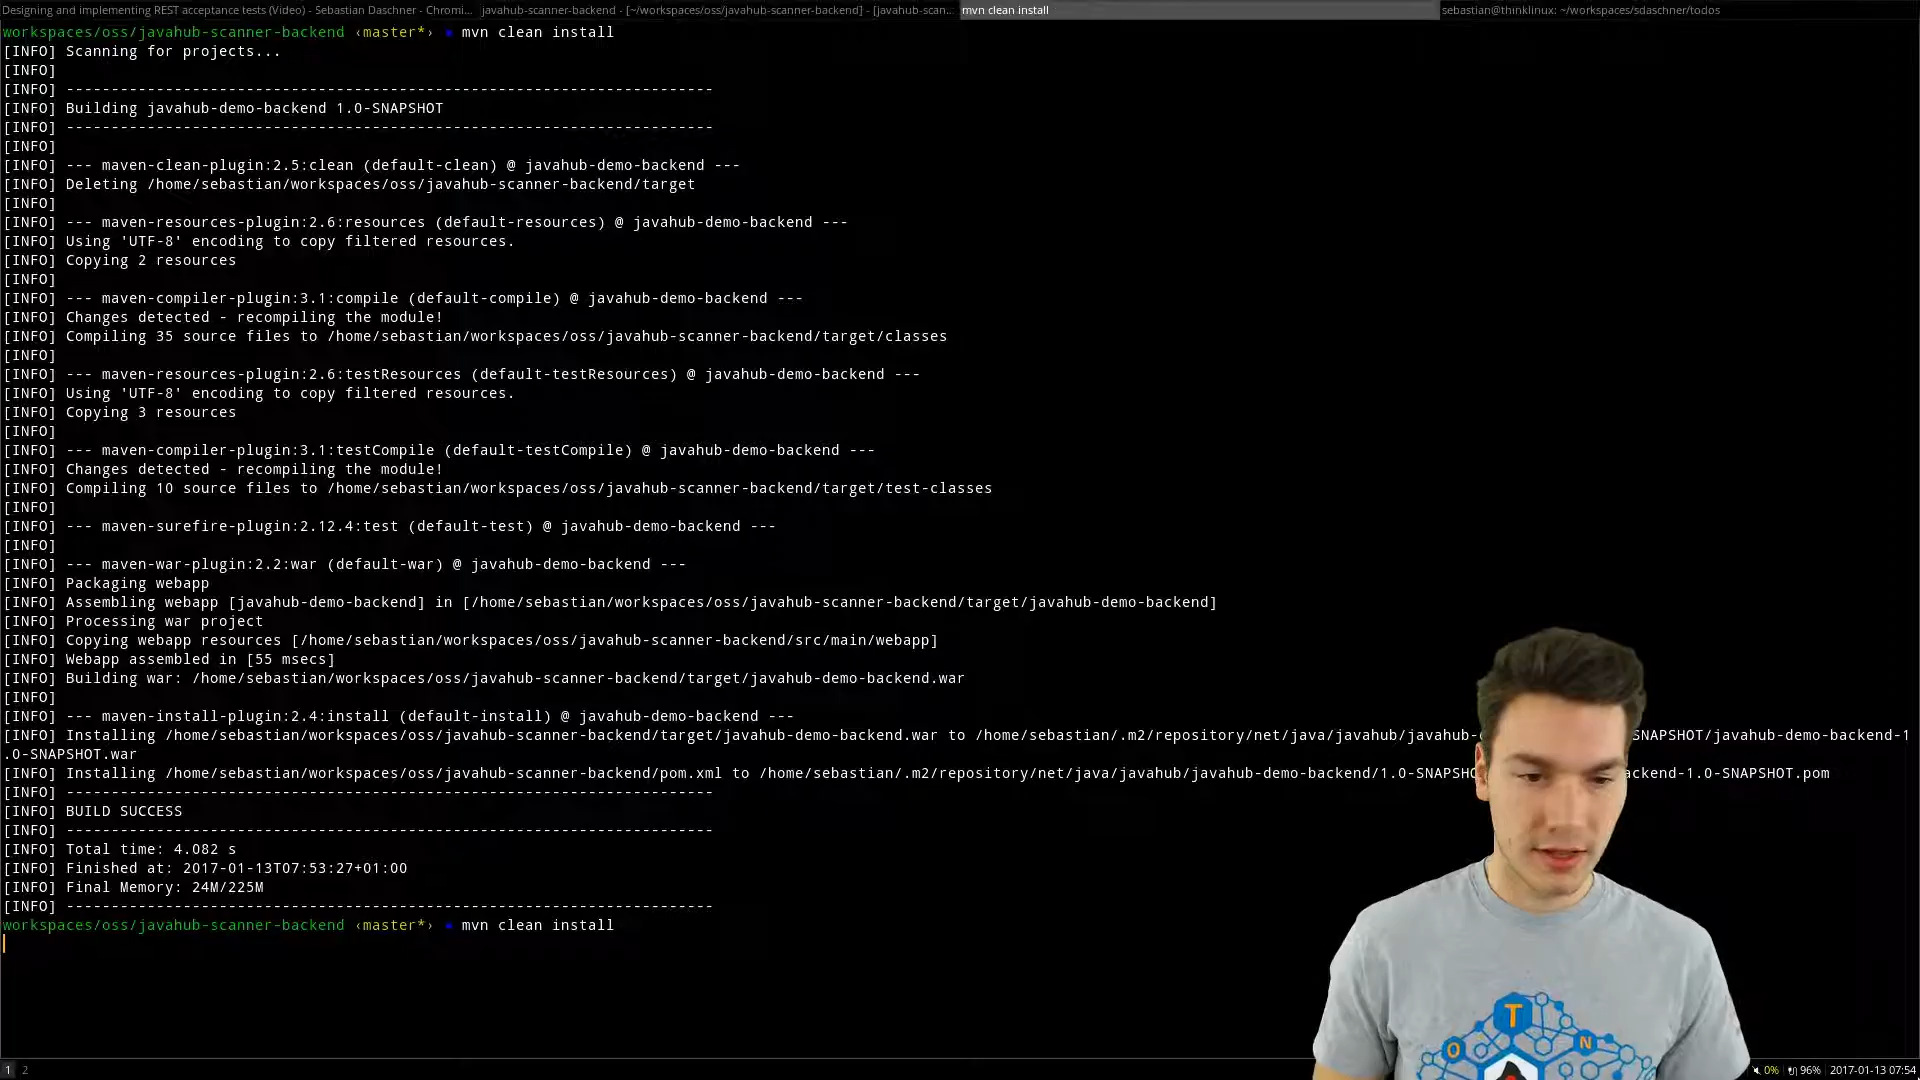 Designing and implementing REST acceptance tests (Video) - Sebastian Daschner - Chromi... javahub-scanner-backend - [~/workspaces/oss/javahub-scanner-backend] - [javahub-scan... mvn clean install sebastian@thinklinux: ~/workspaces/sdaschner/todos
workspaces/oss/javahub-scanner-backend ‹master*› mvn clean install
[INFO] Scanning for projects...
[INFO]
[INFO] ------------------------------------------------------------------------
[INFO] Building javahub-demo-backend 1.0-SNAPSHOT
[INFO] ------------------------------------------------------------------------
[INFO]
[INFO] --- maven-clean-plugin:2.5:clean (default-clean) @ javahub-demo-backend ---
[INFO] Deleting /home/sebastian/workspaces/oss/javahub-scanner-backend/target
[INFO]
[INFO] --- maven-resources-plugin:2.6:resources (default-resources) @ javahub-demo-backend ---
[INFO] Using 'UTF-8' encoding to copy filtered resources.
[INFO] Copying 2 resources
[INFO]
[INFO] --- maven-compiler-plugin:3.1:compile (default-compile) @ javahub-demo-backend ---
[INFO] Changes detected - recompiling the module!
[INFO] Compiling 35 source files to /home/sebastian/workspaces/oss/javahub-scanner-backend/target/classes
[INFO]
[INFO] --- maven-resources-plugin:2.6:testResources (default-testResources) @ javahub-demo-backend ---
[INFO] Using 'UTF-8' encoding to copy filtered resources.
[INFO] Copying 3 resources
[INFO]
[INFO] --- maven-compiler-plugin:3.1:testCompile (default-testCompile) @ javahub-demo-backend ---
[INFO] Changes detected - recompiling the module!
[INFO] Compiling 10 source files to /home/sebastian/workspaces/oss/javahub-scanner-backend/target/test-classes
[INFO]
[INFO] --- maven-surefire-plugin:2.12.4:test (default-test) @ javahub-demo-backend ---
[INFO]
[INFO] --- maven-war-plugin:2.2:war (default-war) @ javahub-demo-backend ---
[INFO] Packaging webapp
[INFO] Assembling webapp [javahub-demo-backend] in [/home/sebastian/workspaces/oss/javahub-scanner-backend/target/javahub-demo-backend]
[INFO] Processing war project
[INFO] Copying webapp resources [/home/sebastian/workspaces/oss/javahub-scanner-backend/src/main/webapp]
[INFO] Webapp assembled in [55 msecs]
[INFO] Building war: /home/sebastian/workspaces/oss/javahub-scanner-backend/target/javahub-demo-backend.war
[INFO]
[INFO] --- maven-install-plugin:2.4:install (default-install) @ javahub-demo-backend ---
[INFO] Installing /home/sebastian/workspaces/oss/javahub-scanner-backend/target/javahub-demo-backend.war to /home/sebastian/.m2/repository/net/java/javahub/javahub- SNAPSHOT/javahub-demo-backend-1
.0-SNAPSHOT.war
[INFO] Installing /home/sebastian/workspaces/oss/javahub-scanner-backend/pom.xml to /home/sebastian/.m2/repository/net/java/javahub/javahub-demo-backend/1.0-SNAPSHO ackend-1.0-SNAPSHOT.pom
[INFO] ------------------------------------------------------------------------
[INFO] BUILD SUCCESS
[INFO] ------------------------------------------------------------------------
[INFO] Total time: 4.082 s
[INFO] Finished at: 2017-01-13T07:53:27+01:00
[INFO] Final Memory: 24M/225M
[INFO] ------------------------------------------------------------------------
workspaces/oss/javahub-scanner-backend ‹master*› mvn clean install
T
O N
1 2 0% 96% 2017-01-13 07:54